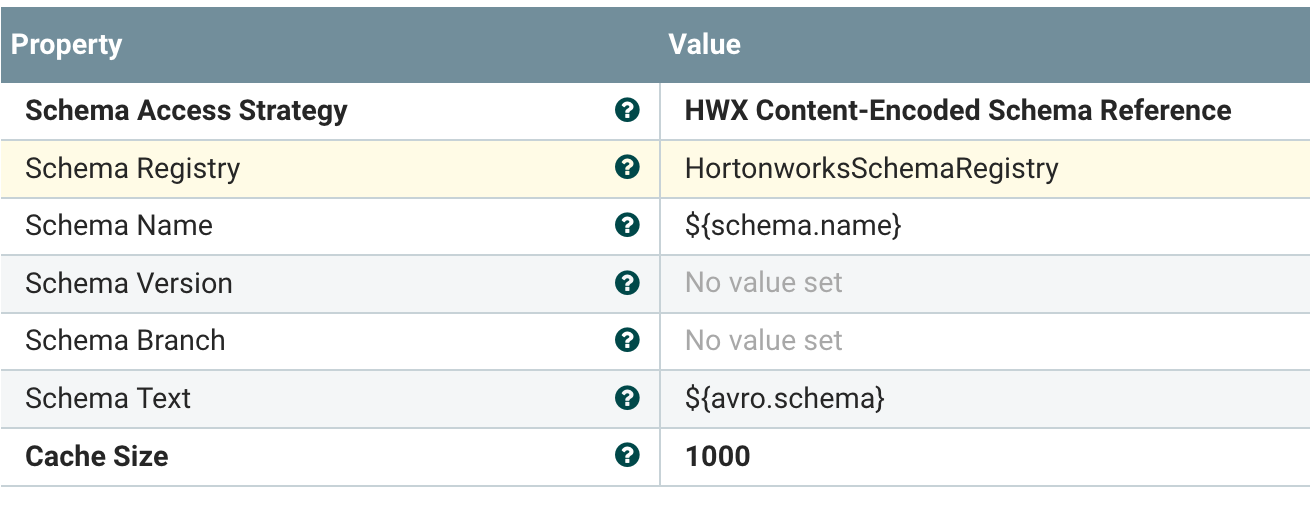 Property Value
Schema Access Strategy ? HWX Content-Encoded Schema Reference
Schema Registry ? HortonworksSchemaRegistry
Schema Name ? ${schema.name}
Schema Version ? No value set
Schema Branch ? No value set
Schema Text ? ${avro.schema}
Cache Size ? 1000